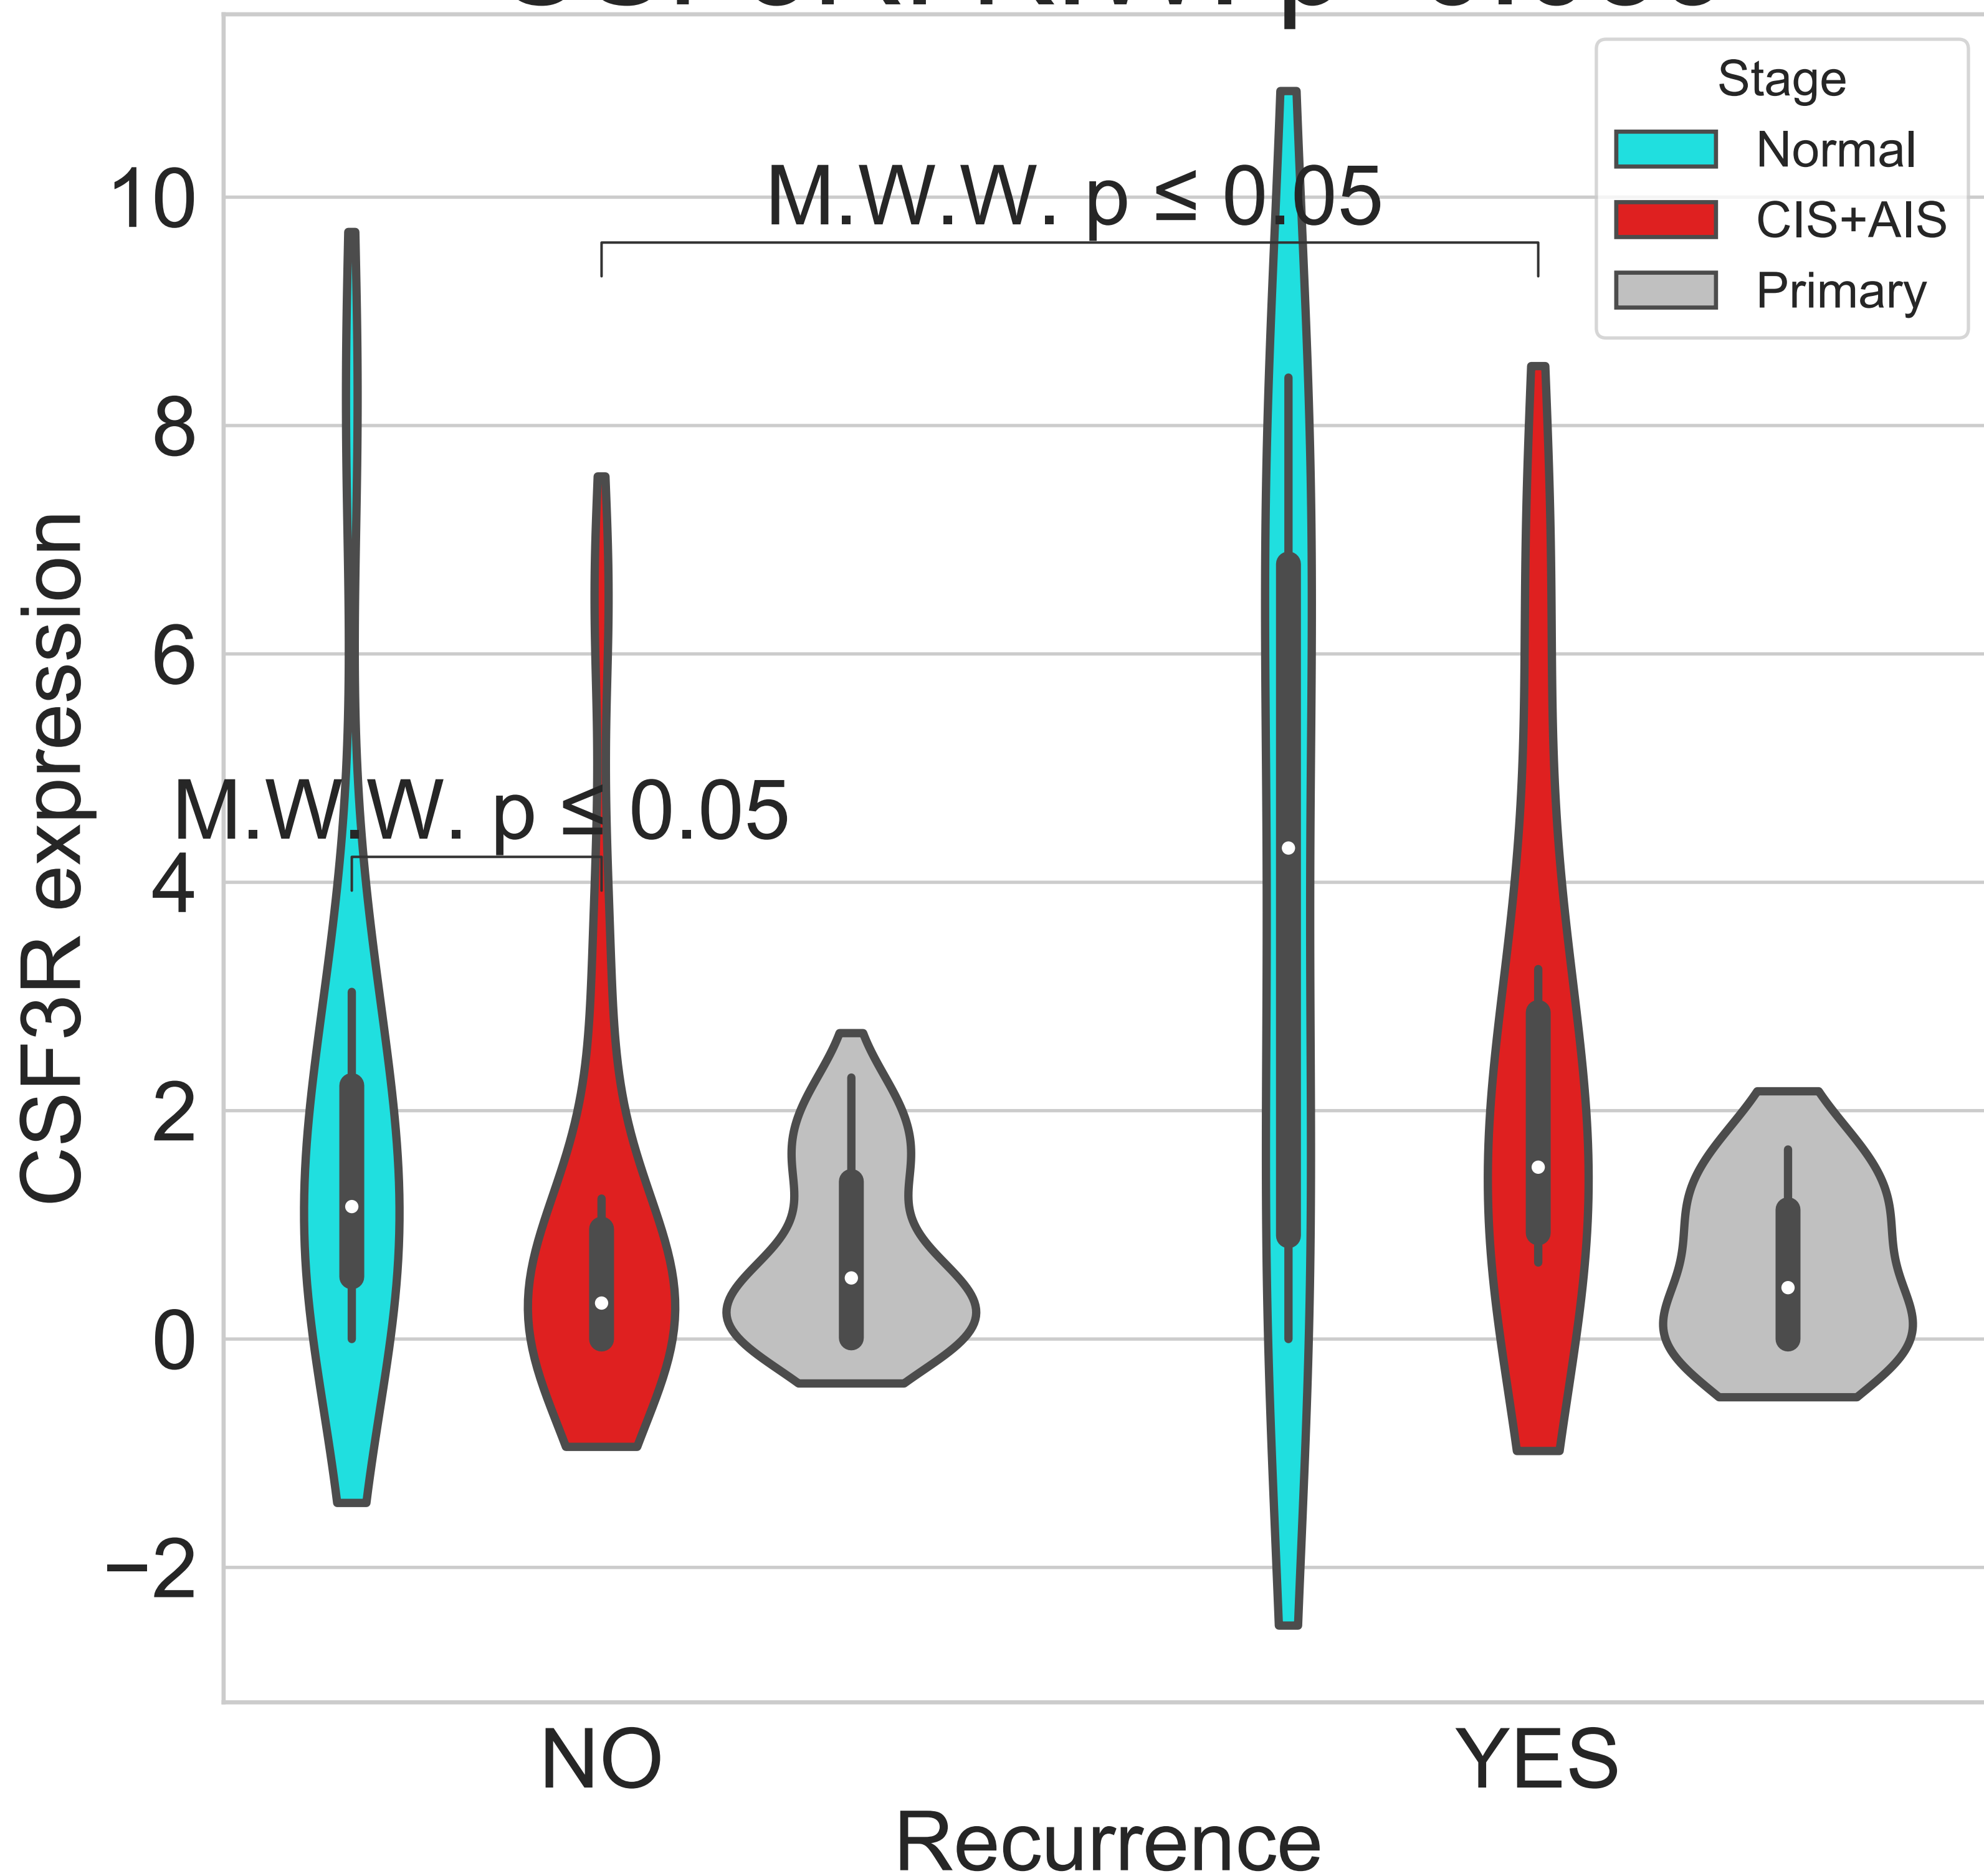 Stage
Normal
CIS+AIS
Primary
M.W.W. p ≤ 0.05
M.W.W. p ≤ 0.05
10
8
6
4
2
0
−2
CSF3R expression
NO
YES
Recurrence